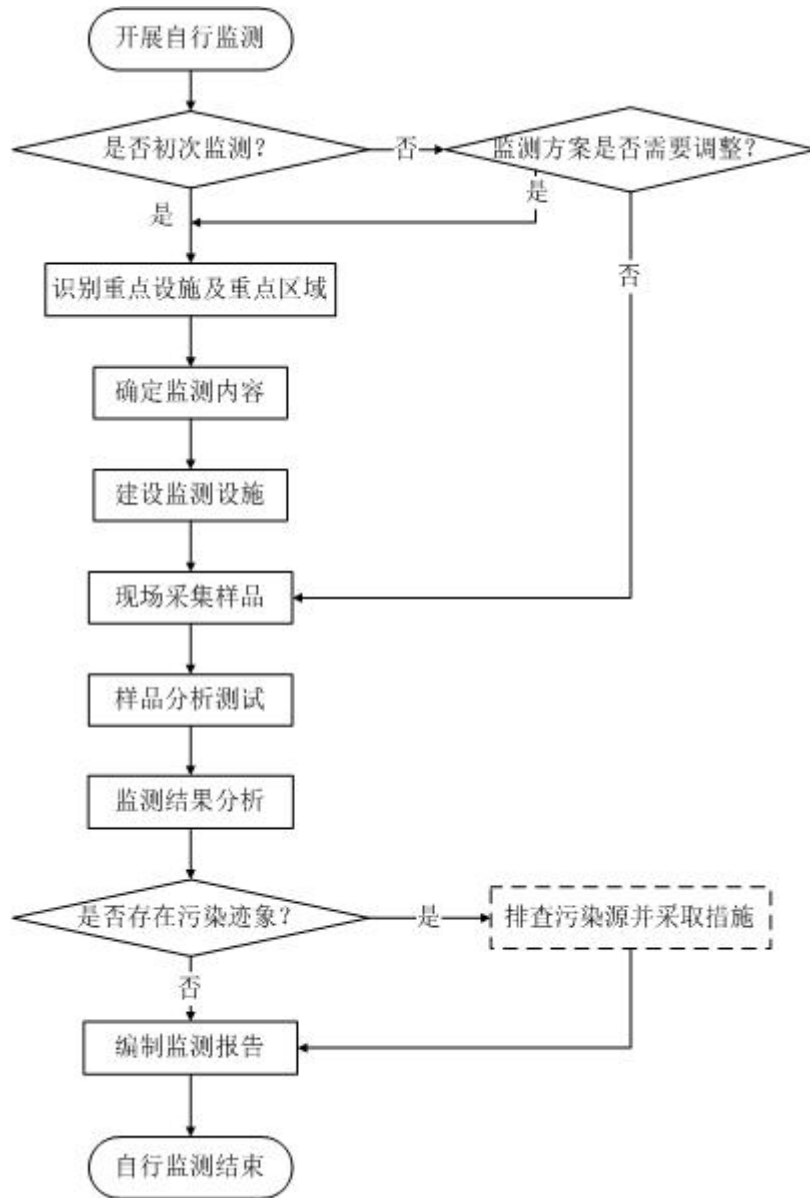 开展自行监测
是否初次监测？
否
监测方案是否需要调整？
是
是
否
识别重点设施及重点区域
确定监测内容
建设监测设施
现场采集样品
样品分析测试
监测结果分析
是否存在污染迹象？
是
排查污染源并采取措施
否
编制监测报告
自行监测结束